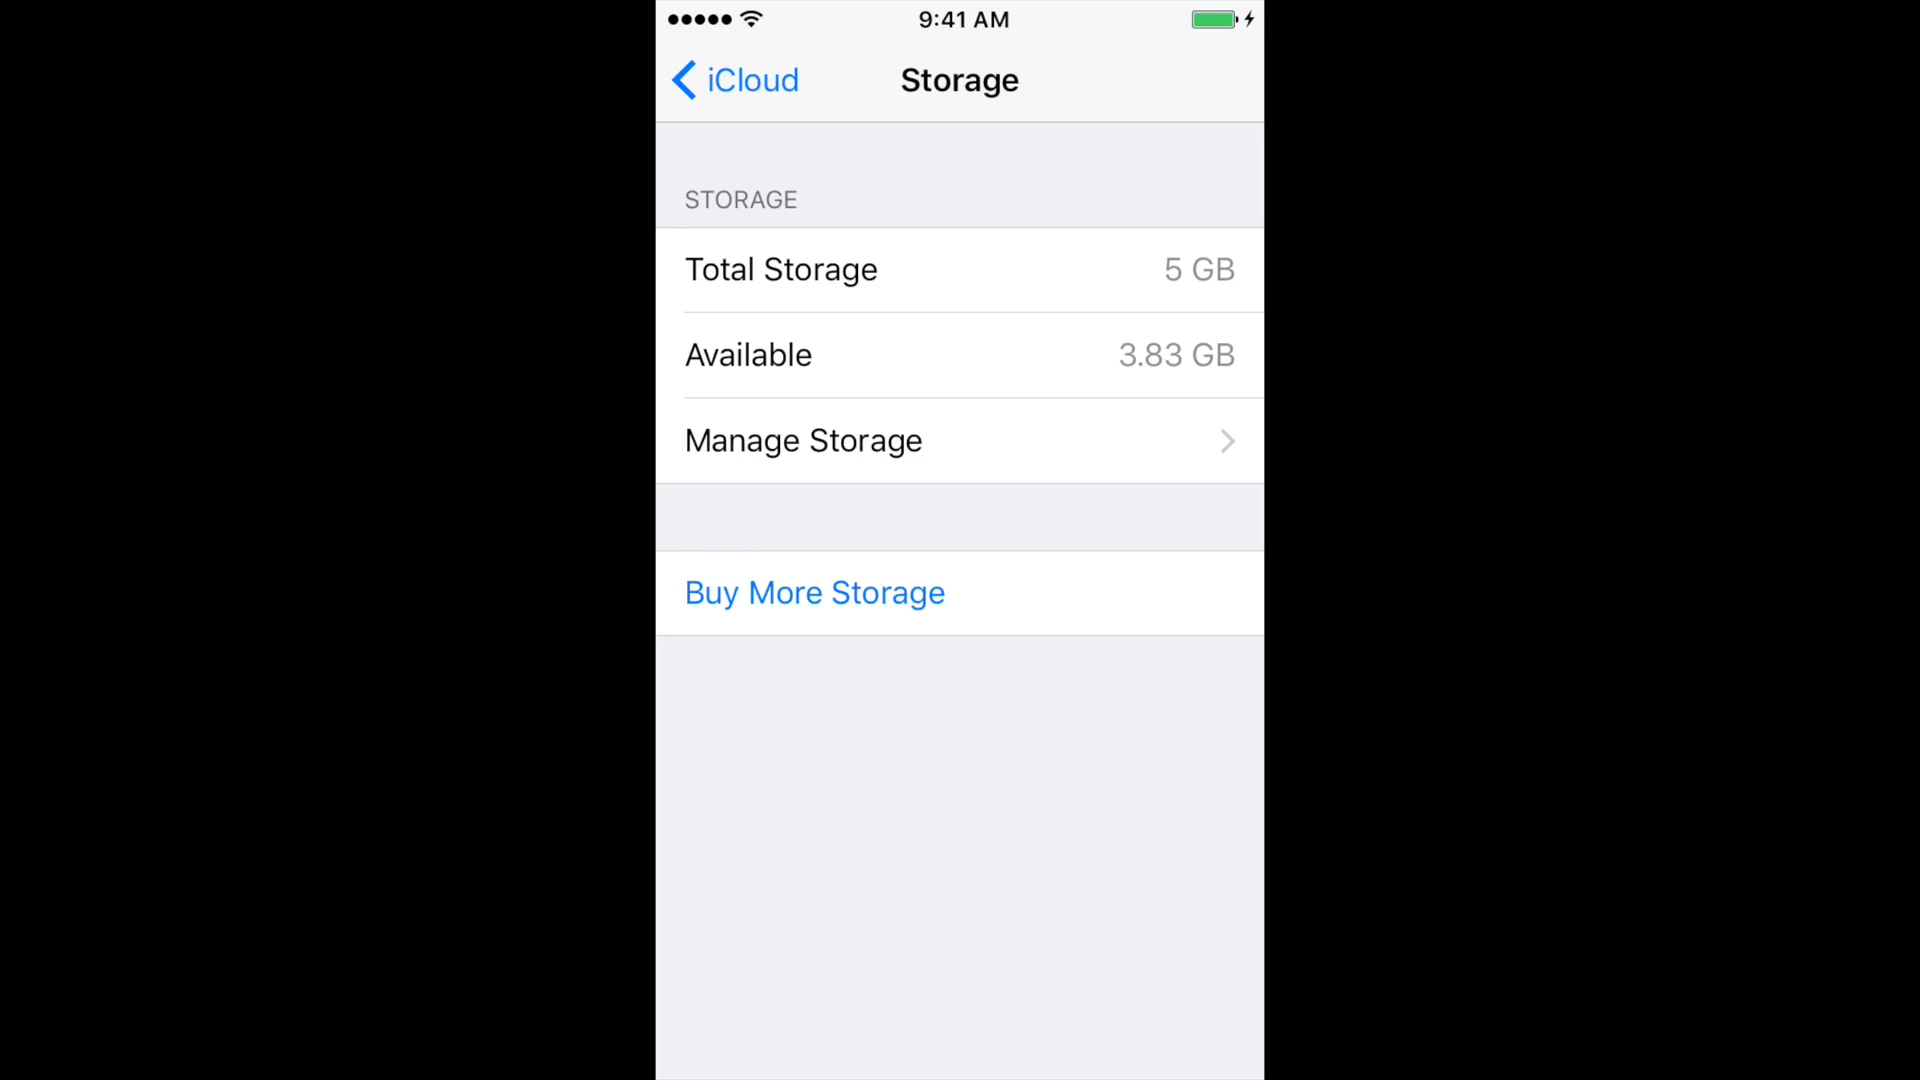 9:41 AM
iCloud
Storage
STORAGE
Total Storage 5 GB
Available 3.83 GB
Manage Storage
Buy More Storage